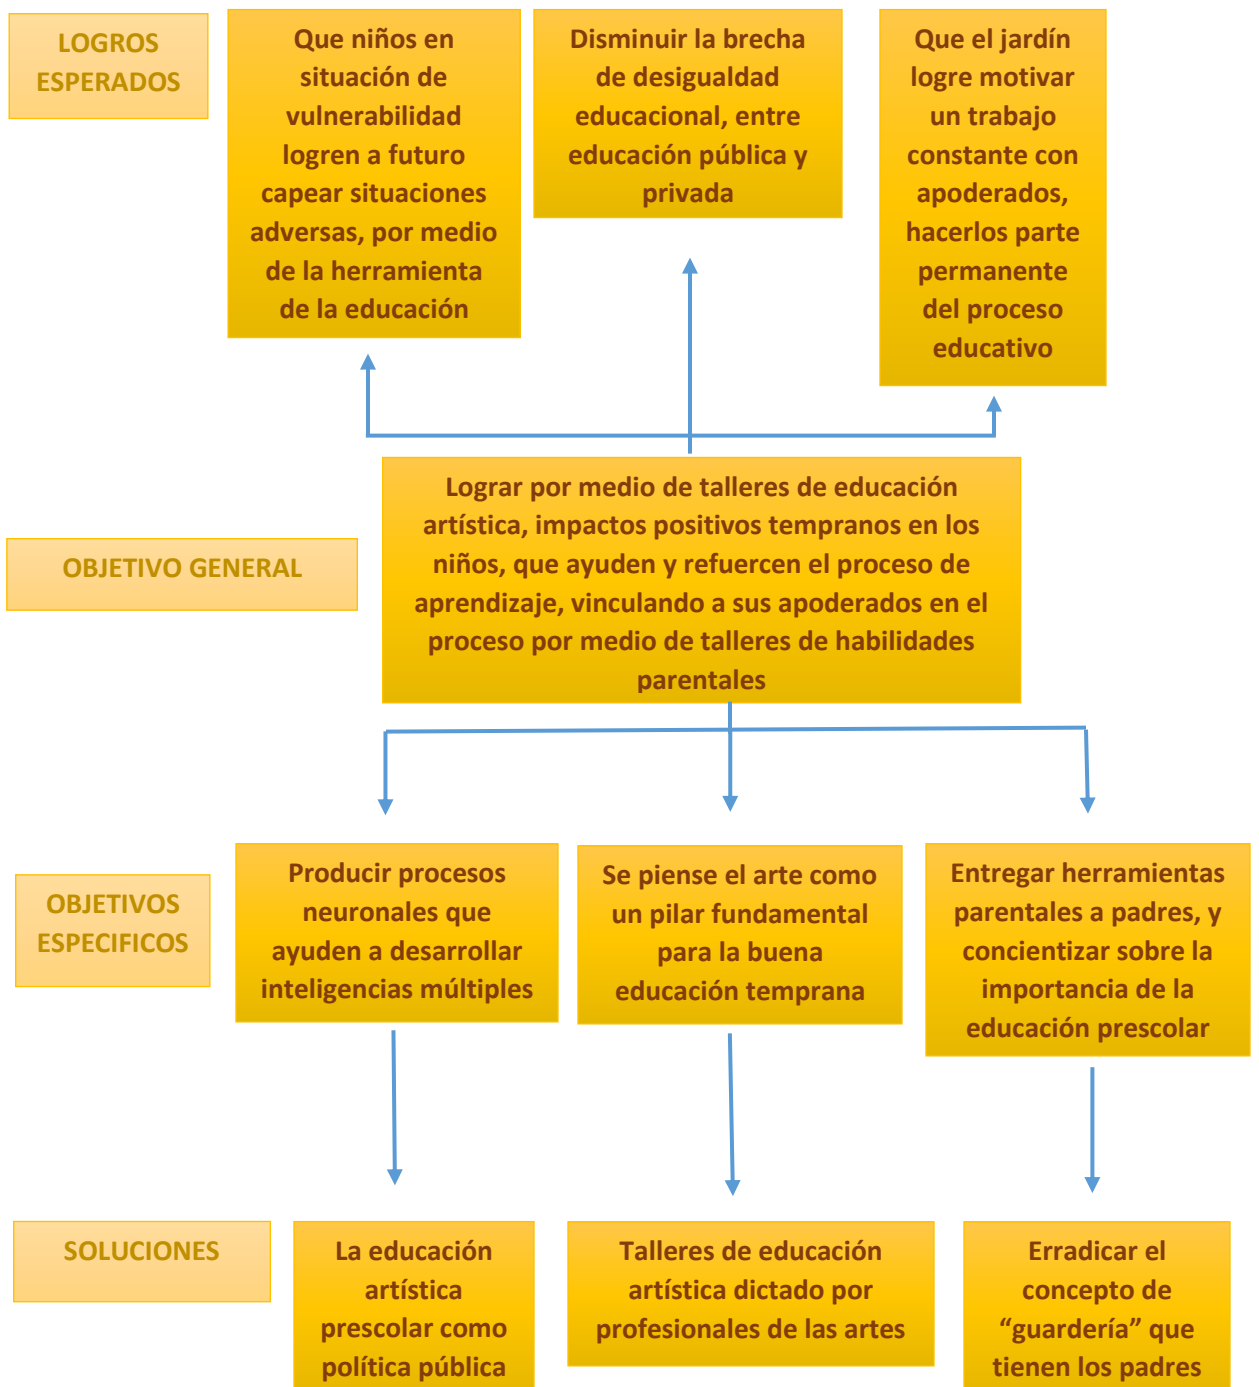 LOGROS
ESPERADOS
Que niños en
situación de
vulnerabilidad
logren a futuro
capear situaciones
adversas, por medio
de la herramienta
de la educación
Disminuir la brecha
de desigualdad
educacional, entre
educación pública y
privada
Que el jardín
logre motivar
un trabajo
constante con
apoderados,
hacerlos parte
permanente
del proceso
educativo
OBJETIVO GENERAL
Lograr por medio de talleres de educación
artística, impactos positivos tempranos en los
niños, que ayuden y refuercen el proceso de
aprendizaje, vinculando a sus apoderados en el
proceso por medio de talleres de habilidades
parentales
OBJETIVOS
ESPECIFICOS
Producir procesos
neuronales que
ayuden a desarrollar
inteligencias múltiples
Se piense el arte como
un pilar fundamental
para la buena
educación temprana
Entregar herramientas
parentales a padres, y
concientizar sobre la
importancia de la
educación prescolar
SOLUCIONES
La educación
artística
prescolar como
política pública
Talleres de educación
artística dictado por
profesionales de las artes
Erradicar el
concepto de
“guardería” que
tienen los padres